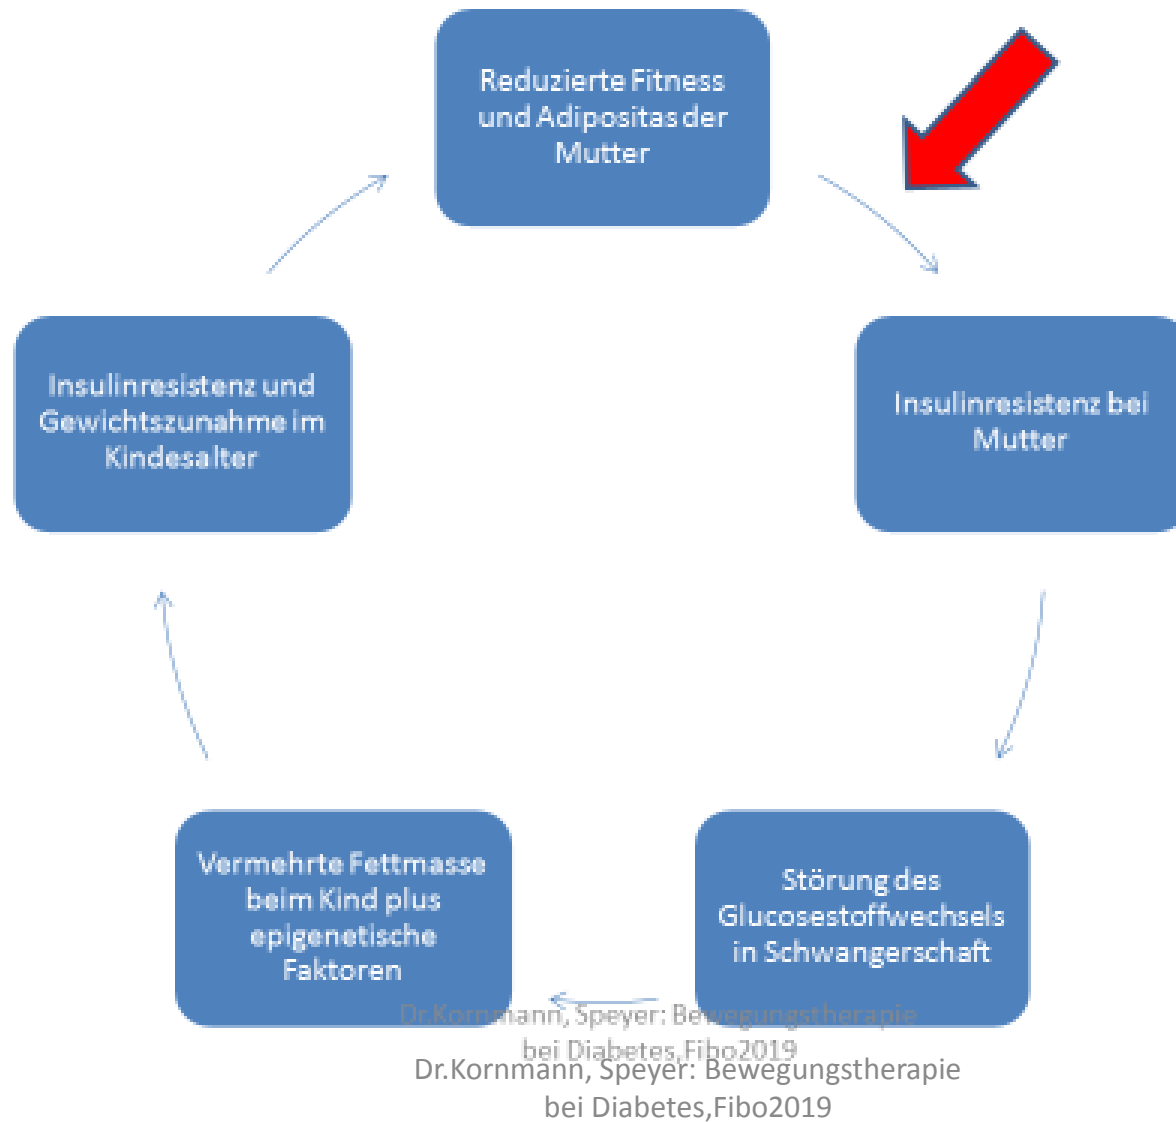 Reduzierte Fitness
und Adipositas der
Mutter
Insulinresistenz bei
Mutter
Störung des
Glucosestoffwechsels
in Schwangerschaft
Vermehrte Fettmasse
beim Kind plus
epigenetische
Faktoren
Insulinresistenz und
Gewichtszunahme im
Kindesalter
Dr.Kornmann, Speyer: Bewegungstherapie
bei Diabetes,Fibo2019
Dr.Kornmann, Speyer: Bewegungstherapie
bei Diabetes,Fibo2019